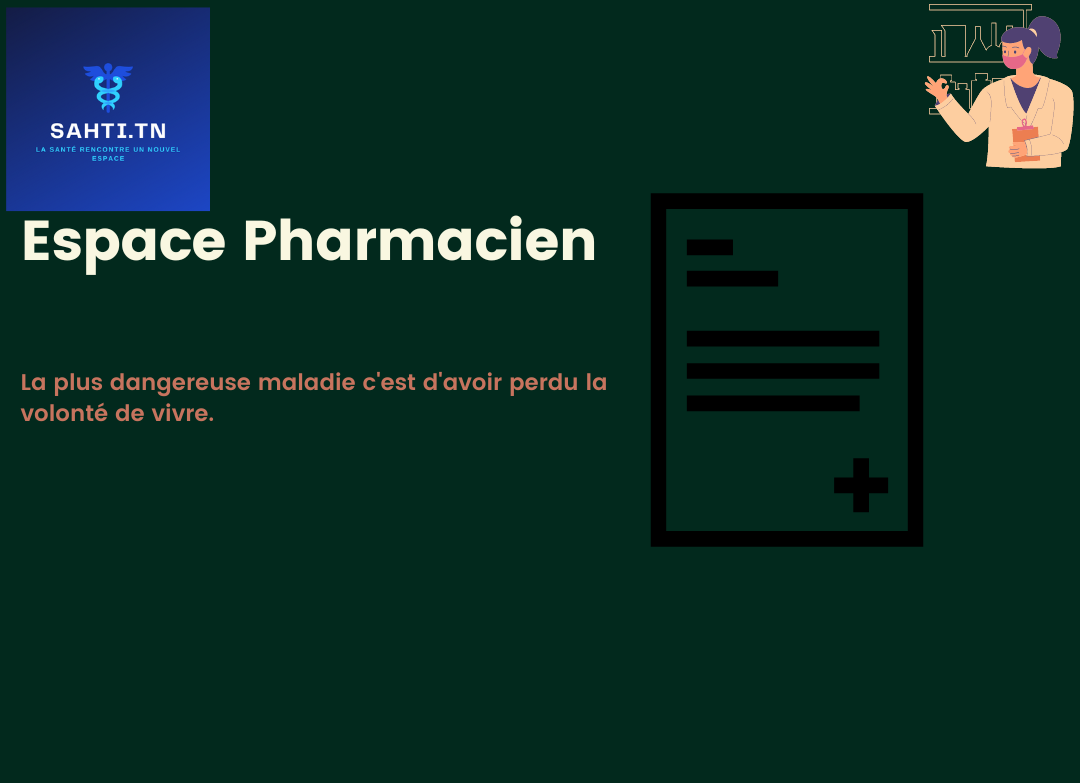 SAHTI.TN
LA SANTÉ RENCONTRE UN NOUVEL
ESPACE
Espace Pharmacien
La plus dangereuse maladie c'est d'avoir perdu la
volonté de vivre.